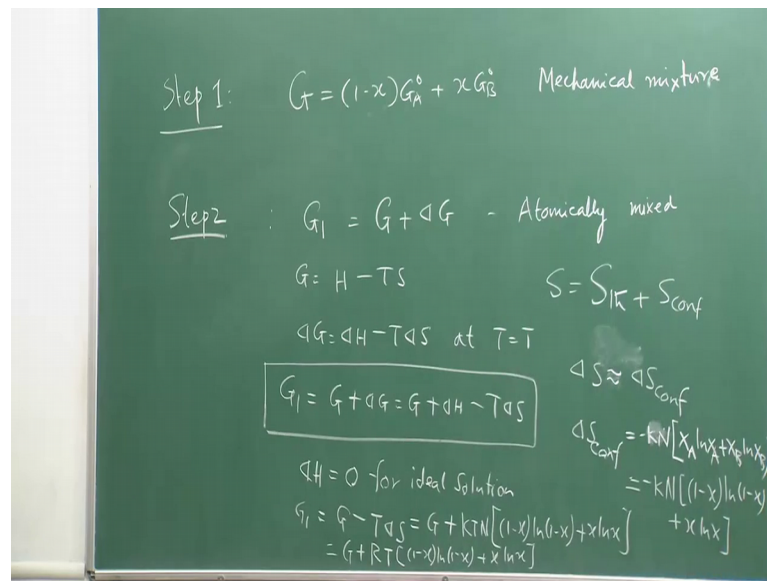 Step 1: G = (1-x)G°A + xG°B Mechanical mixture
Step 2 : G₁ = G + ΔG - Atomically mixed
G = H - TS
S = S + Sconf
ΔG = ΔH - TΔS at T = T
ΔS ≈ ΔSconf
G₁ = G + ΔG = G + ΔH - TΔS
ΔSconf = -kN[XA ln XA + XB ln XB]
= -kN[(1-x)ln(1-x)
+ x ln x]
ΔH = 0 for ideal solution
G₁ = G - TΔS = G + kTN[(1-x)ln(1-x) + x ln x]
= G + RT[(1-x)ln(1-x) + x ln x]